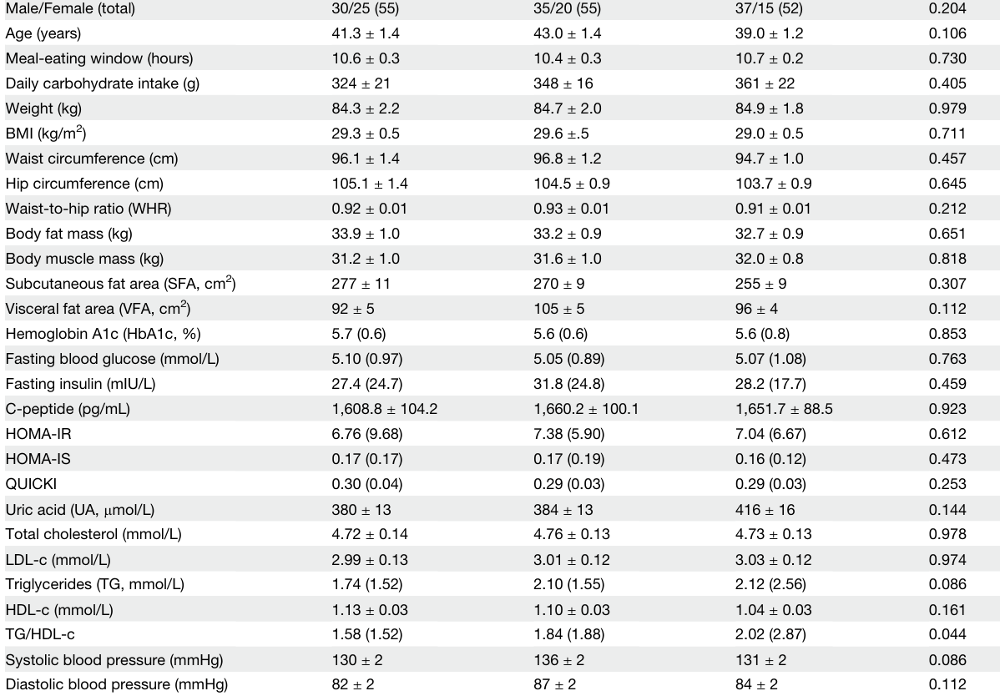 Male/Female (total) 30/25 (55) 35/20 (55) 37/15 (52) 0.204
Age (years) 41.3 ± 1.4 43.0 ± 1.4 39.0 ± 1.2 0.106
Meal-eating window (hours) 10.6 ± 0.3 10.4 ± 0.3 10.7 ± 0.2 0.730
Daily carbohydrate intake (g) 324 ± 21 348 ± 16 361 ± 22 0.405
Weight (kg) 84.3 ± 2.2 84.7 ± 2.0 84.9 ± 1.8 0.979
BMI (kg/m²) 29.3 ± 0.5 29.6 ±.5 29.0 ± 0.5 0.711
Waist circumference (cm) 96.1 ± 1.4 96.8 ± 1.2 94.7 ± 1.0 0.457
Hip circumference (cm) 105.1 ± 1.4 104.5 ± 0.9 103.7 ± 0.9 0.645
Waist-to-hip ratio (WHR) 0.92 ± 0.01 0.93 ± 0.01 0.91 ± 0.01 0.212
Body fat mass (kg) 33.9 ± 1.0 33.2 ± 0.9 32.7 ± 0.9 0.651
Body muscle mass (kg) 31.2 ± 1.0 31.6 ± 1.0 32.0 ± 0.8 0.818
Subcutaneous fat area (SFA, cm²) 277 ± 11 270 ± 9 255 ± 9 0.307
Visceral fat area (VFA, cm²) 92 ± 5 105 ± 5 96 ± 4 0.112
Hemoglobin A1c (HbA1c, %) 5.7 (0.6) 5.6 (0.6) 5.6 (0.8) 0.853
Fasting blood glucose (mmol/L) 5.10 (0.97) 5.05 (0.89) 5.07 (1.08) 0.763
Fasting insulin (mIU/L) 27.4 (24.7) 31.8 (24.8) 28.2 (17.7) 0.459
C-peptide (pg/mL) 1,608.8 ± 104.2 1,660.2 ± 100.1 1,651.7 ± 88.5 0.923
HOMA-IR 6.76 (9.68) 7.38 (5.90) 7.04 (6.67) 0.612
HOMA-IS 0.17 (0.17) 0.17 (0.19) 0.16 (0.12) 0.473
QUICKI 0.30 (0.04) 0.29 (0.03) 0.29 (0.03) 0.253
Uric acid (UA, μmol/L) 380 ± 13 384 ± 13 416 ± 16 0.144
Total cholesterol (mmol/L) 4.72 ± 0.14 4.76 ± 0.13 4.73 ± 0.13 0.978
LDL-c (mmol/L) 2.99 ± 0.13 3.01 ± 0.12 3.03 ± 0.12 0.974
Triglycerides (TG, mmol/L) 1.74 (1.52) 2.10 (1.55) 2.12 (2.56) 0.086
HDL-c (mmol/L) 1.13 ± 0.03 1.10 ± 0.03 1.04 ± 0.03 0.161
TG/HDL-c 1.58 (1.52) 1.84 (1.88) 2.02 (2.87) 0.044
Systolic blood pressure (mmHg) 130 ± 2 136 ± 2 131 ± 2 0.086
Diastolic blood pressure (mmHg) 82 ± 2 87 ± 2 84 ± 2 0.112